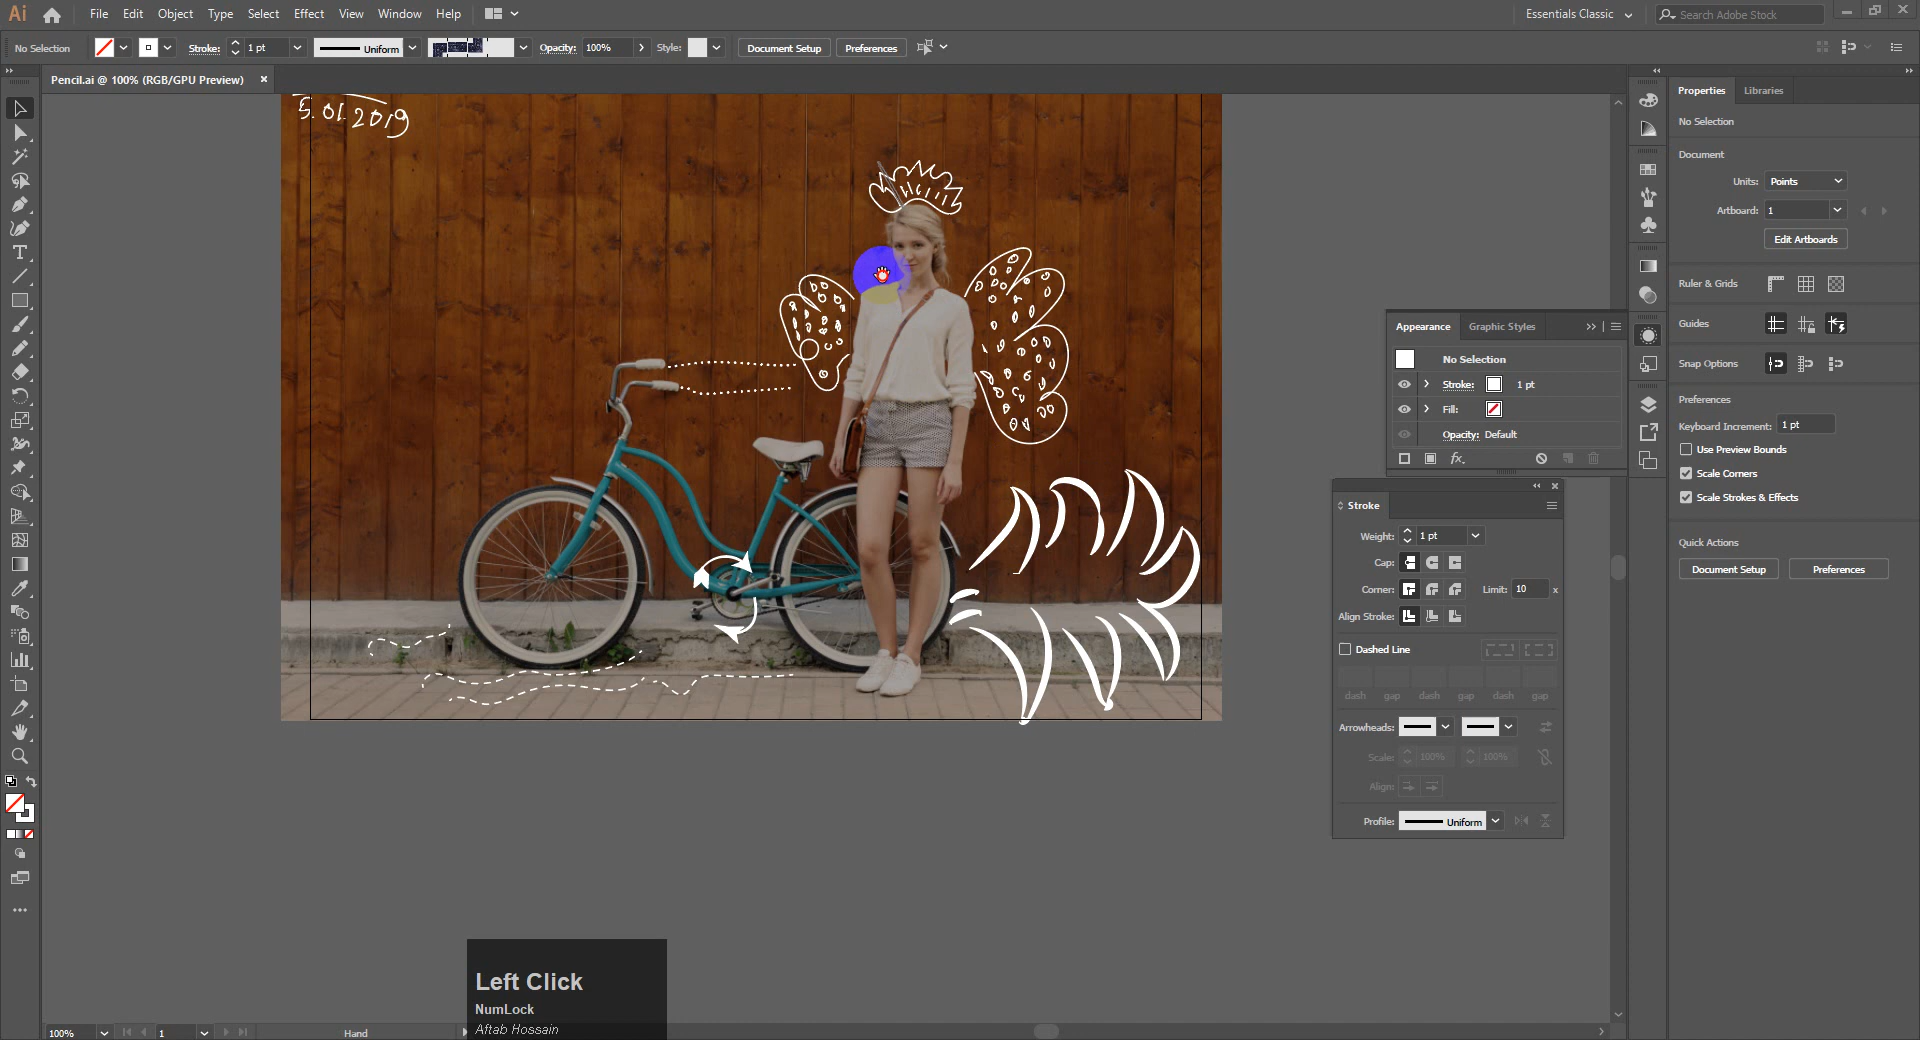 Ai File Edit Object Type Select Effect View Window Help Essentials Classic Search Adobe Stock
No Selection Stroke: 1 pt Uniform Opacity: 100% Style: Document Setup Preferences
Pencil.ai @ 100% (RGB/GPU Preview)
5.01.2019
Properties Libraries
No Selection
Document
Units: Points
Artboard: 1
Edit Artboards
Ruler & Grids
Guides
Snap Options
Preferences
Keyboard Increment: 1 pt
Use Preview Bounds
Scale Corners
Scale Strokes & Effects
Quick Actions
Document Setup Preferences
Appearance Graphic Styles
No Selection
Stroke: 1 pt
Fill:
Opacity: Default
fx
Stroke
Weight: 1 pt
Cap:
Corner: Limit: 10 x
Align Stroke:
Dashed Line
dash gap dash gap dash gap
Arrowheads:
Scale: 100% 100%
Align:
Profile: Uniform
Left Click
NumLock
Aftab Hossain
100% 1 Hand